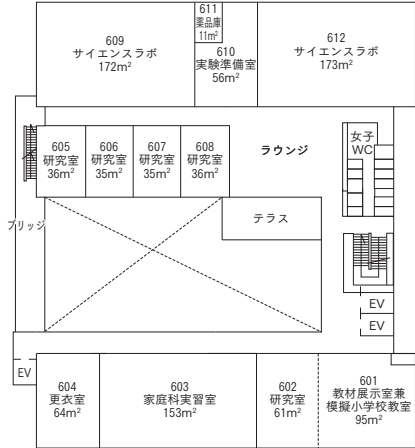 609
サイエンスラボ
172m²
611
薬品庫
11m²
610
実験準備室
56m²
612
サイエンスラボ
173m²
605
研究室
36m²
606
研究室
35m²
607
研究室
35m²
608
研究室
36m²
ラウンジ
女子
WC
ブリッジ
テラス
EV
EV
EV
604
更衣室
64m²
603
家庭科実習室
153m²
602
研究室
61m²
601
教材展示室兼
模擬小学校教室
95m²